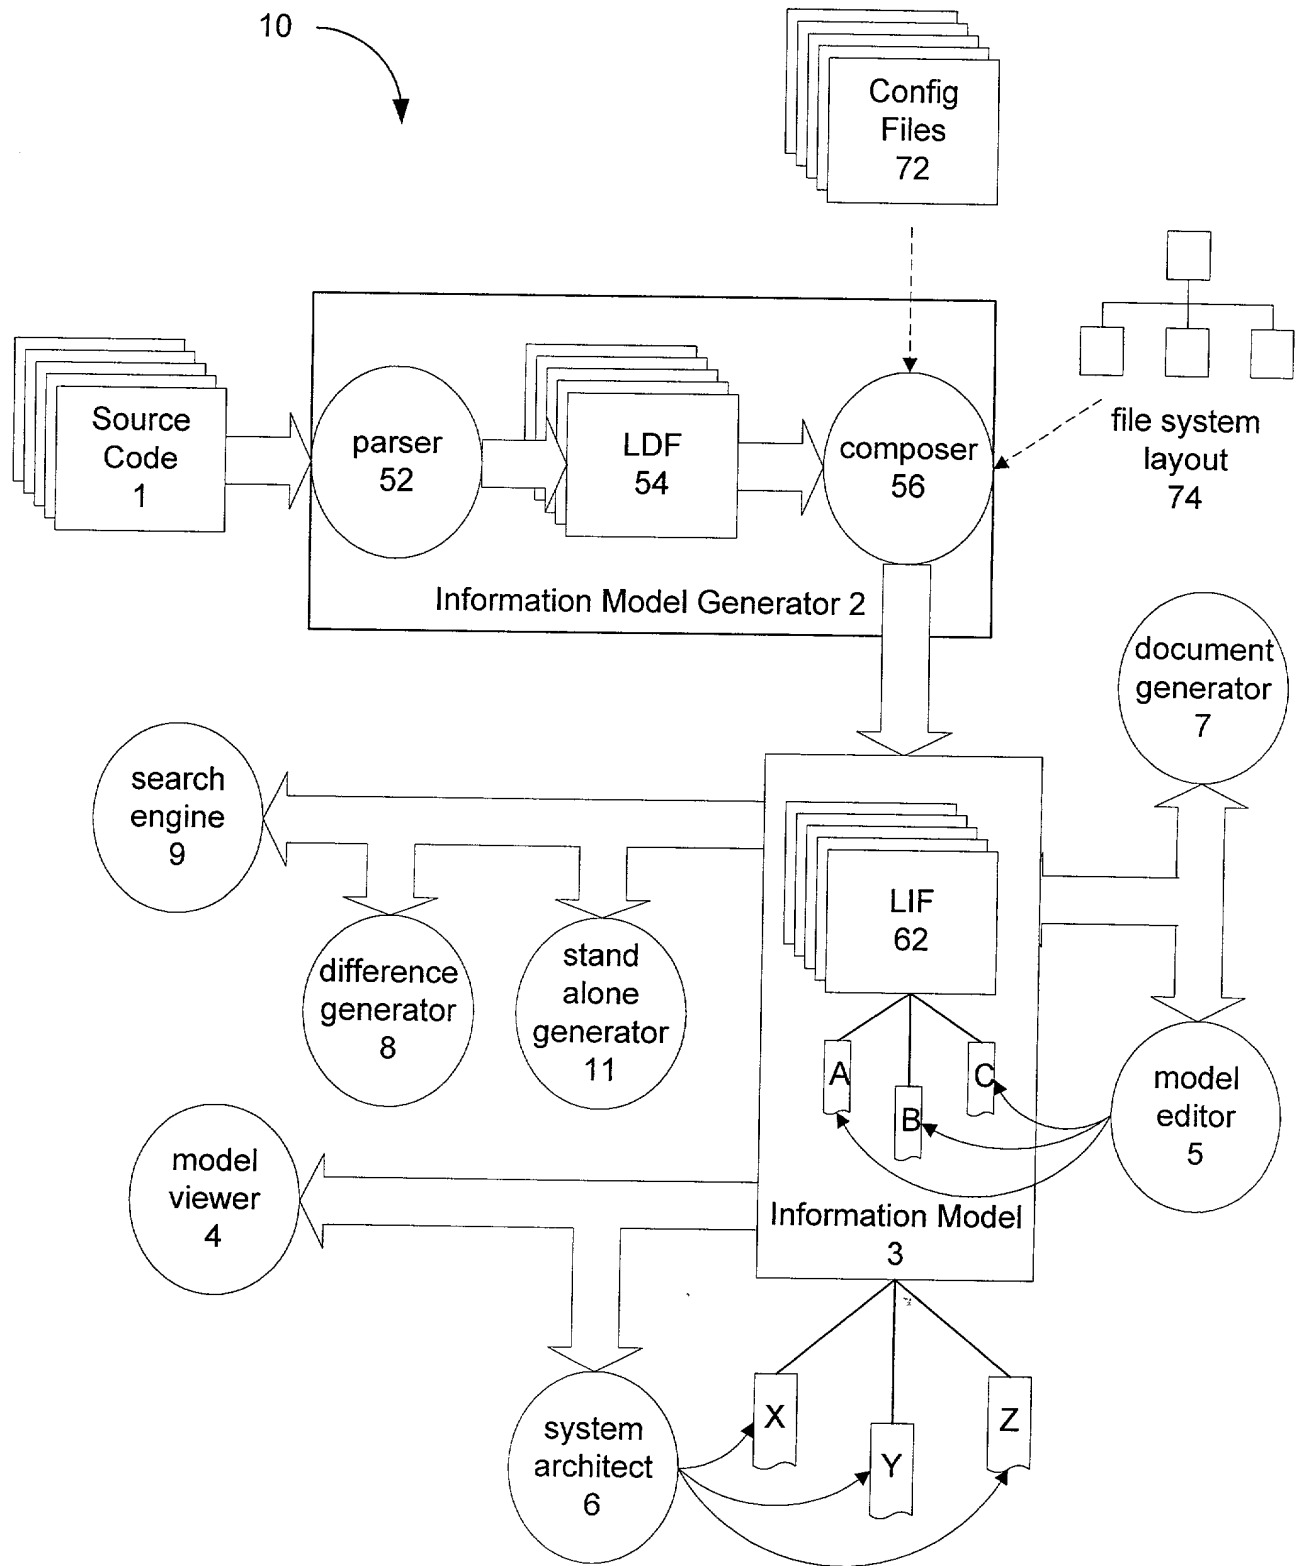 10
Config
Files
72
Source
Code
1
parser
52
LDF
54
composer
56
file system
layout
74
Information Model Generator 2
document
generator
7
search
engine
9
LIF
62
difference
generator
8
stand
alone
generator
11
A
B
C
model
editor
5
model
viewer
4
Information Model
3
system
architect
6
X
Y
Z